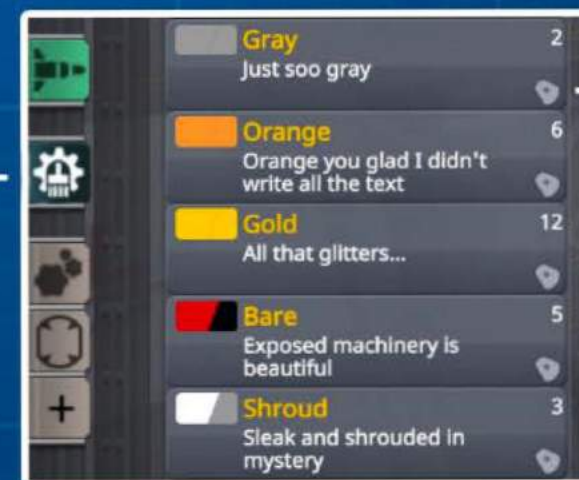 Gray 2
Just soo gray
Orange 6
Orange you glad I didn't
write all the text
Gold 12
All that glitters...
Bare 5
Exposed machinery is
beautiful
Shroud 3
Sleak and shrouded in
mystery